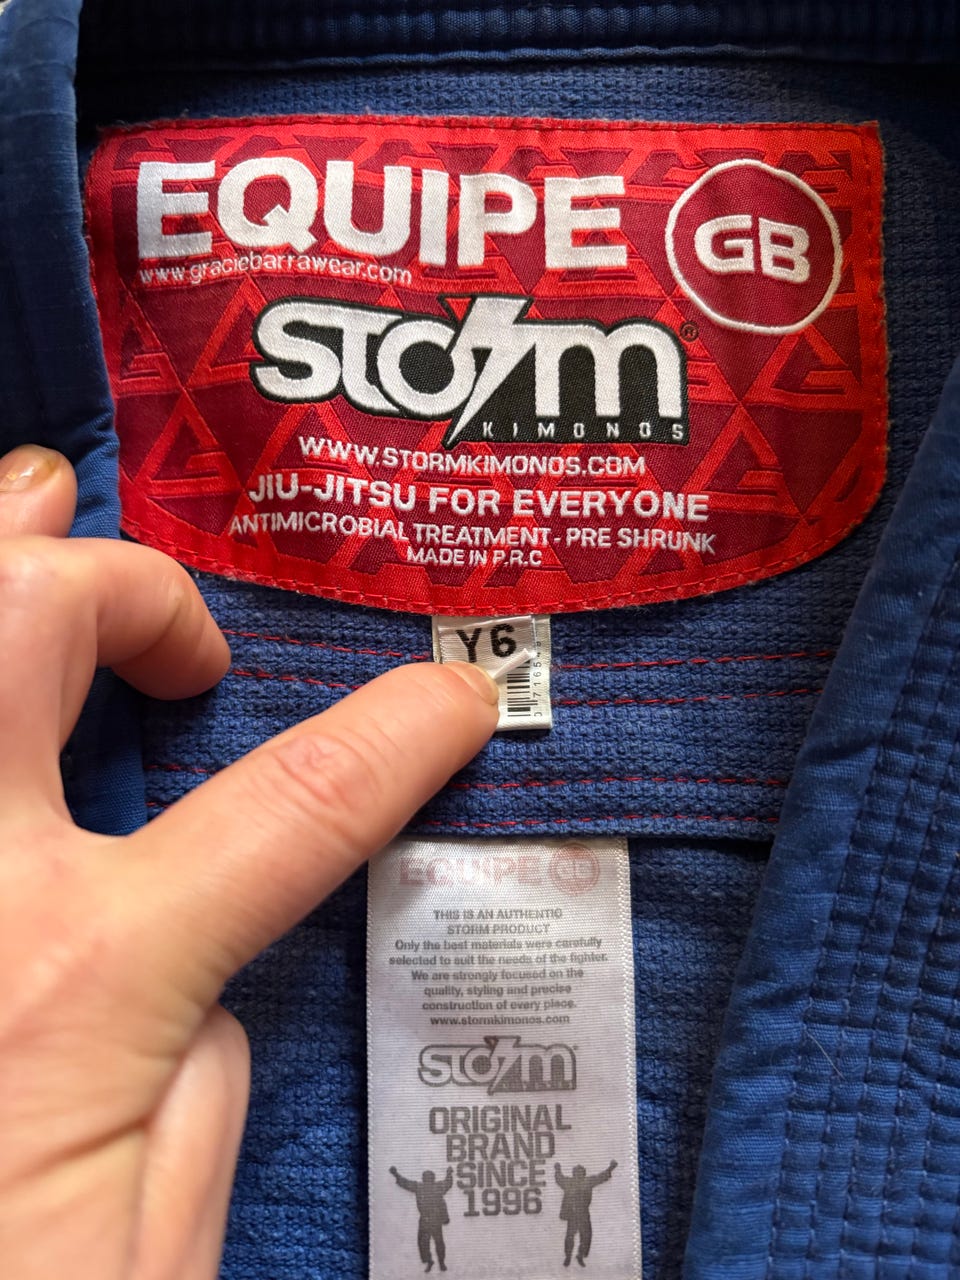 EQUIPE GB
www.graciebarrawear.com
STORM ®
KIMONOS
WWW.STORMKIMONOS.COM
JIU-JITSU FOR EVERYONE
ANTIMICROBIAL TREATMENT - PRE SHRUNK
MADE IN P.R.C
Y6
EQUIPE GB
THIS IS AN AUTHENTIC
STORM PRODUCT
Only the best materials were carefully
selected to suit the needs of the fighter.
We are strongly focused on the
quality, styling and precise
construction of every piece.
www.stormkimonos.com
STORM
ORIGINAL
BRAND
SINCE
1996